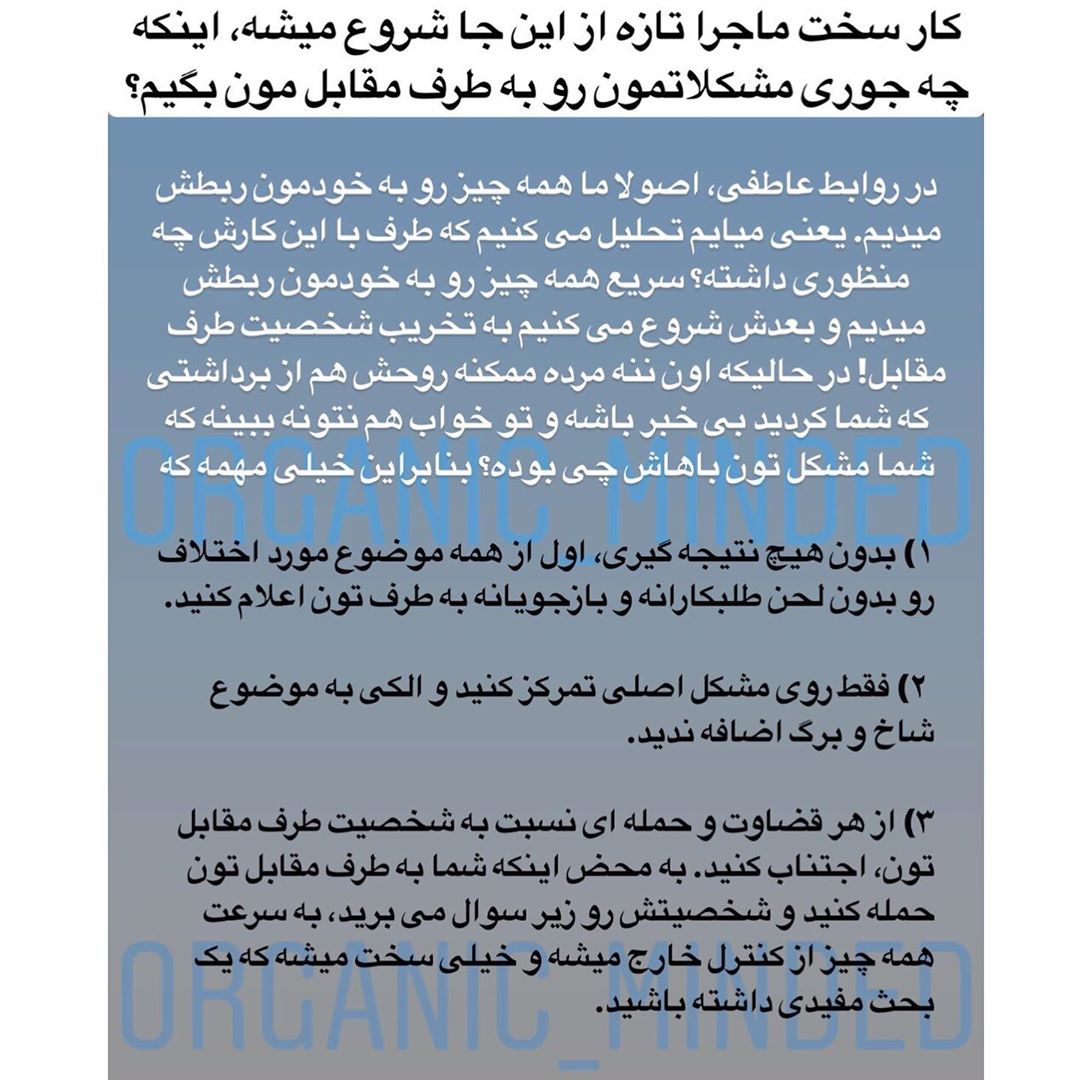 کار سخت ماجرا تازه از این جا شروع میشه، اینکه
چه جوری مشکلاتمون رو به طرف مقابل مون بگیم؟
در روابط عاطفی، اصولا ما همه چیز رو به خودمون ربطش
میدیم. یعنی میایم تحلیل می کنیم که طرف با این کارش چه
منظوری داشته؟ سریع همه چیز رو به خودمون ربطش
میدیم و بعدش شروع می کنیم به تخریب شخصیت طرف
مقابل! در حالیکه اون ننه مرده ممکنه روحش هم از برداشتی
که شما کردید بی خبر باشه و تو خواب هم نتونه ببینه که
شما مشکل تون باهاش چی بوده؟ بنابراین خیلی مهمه که
ORGANIC_MINDED
۱) بدون هیچ نتیجه گیری، اول از همه موضوع مورد اختلاف
رو بدون لحن طلبکارانه و بازجویانه به طرف تون اعلام کنید.
۲) فقط روی مشکل اصلی تمرکز کنید و الکی به موضوع
شاخ و برگ اضافه ندید.
۳) از هر قضاوت و حمله ای نسبت به شخصیت طرف مقابل
تون، اجتناب کنید. به محض اینکه شما به طرف مقابل تون
حمله کنید و شخصیتش رو زیر سوال می برید، به سرعت
همه چیز از کنترل خارج میشه و خیلی سخت میشه که یک
بحث مفیدی داشته باشید.
ORGANIC_MINDED